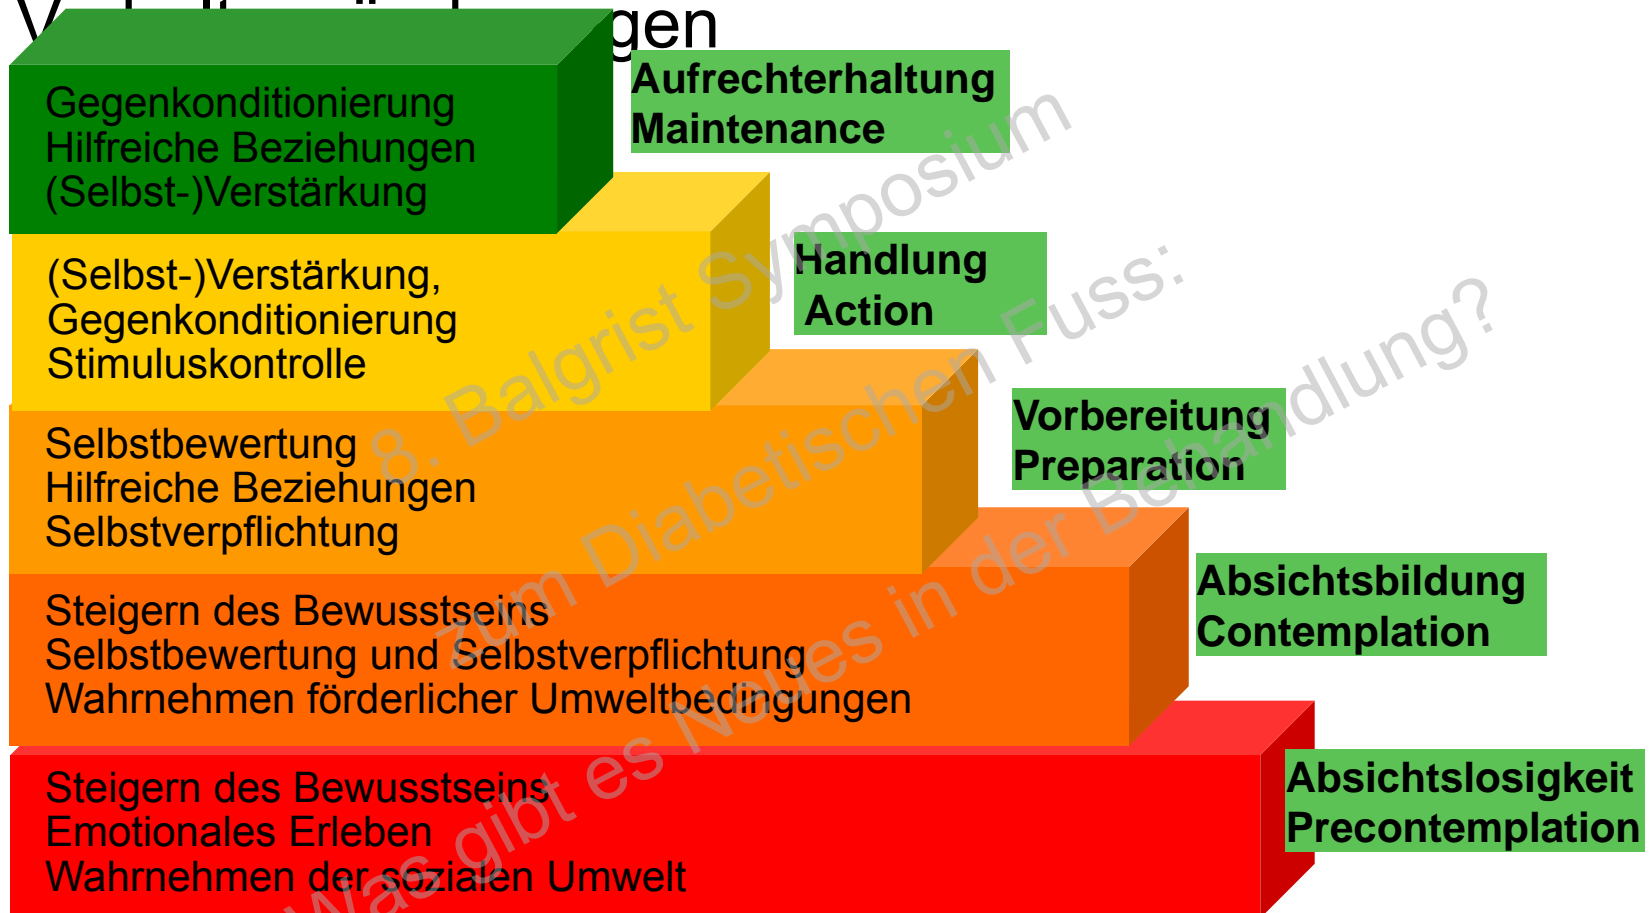 gen
Gegenkonditionierung
Hilfreiche Beziehungen
(Selbst-)Verstärkung
Aufrechterhaltung
Maintenance
(Selbst-)Verstärkung,
Gegenkonditionierung
Stimuluskontrolle
Handlung
Action
Selbstbewertung
Hilfreiche Beziehungen
Selbstverpflichtung
Vorbereitung
Preparation
Steigern des Bewusstseins
Selbstbewertung und Selbstverpflichtung
Wahrnehmen förderlicher Umweltbedingungen
Absichtsbildung
Contemplation
Steigern des Bewusstseins
Emotionales Erleben
Wahrnehmen der sozialen Umwelt
Absichtslosigkeit
Precontemplation
8. Balgrist Symposium
zum Diabetischen Fuss:
Was gibt es Neues in der Behandlung?